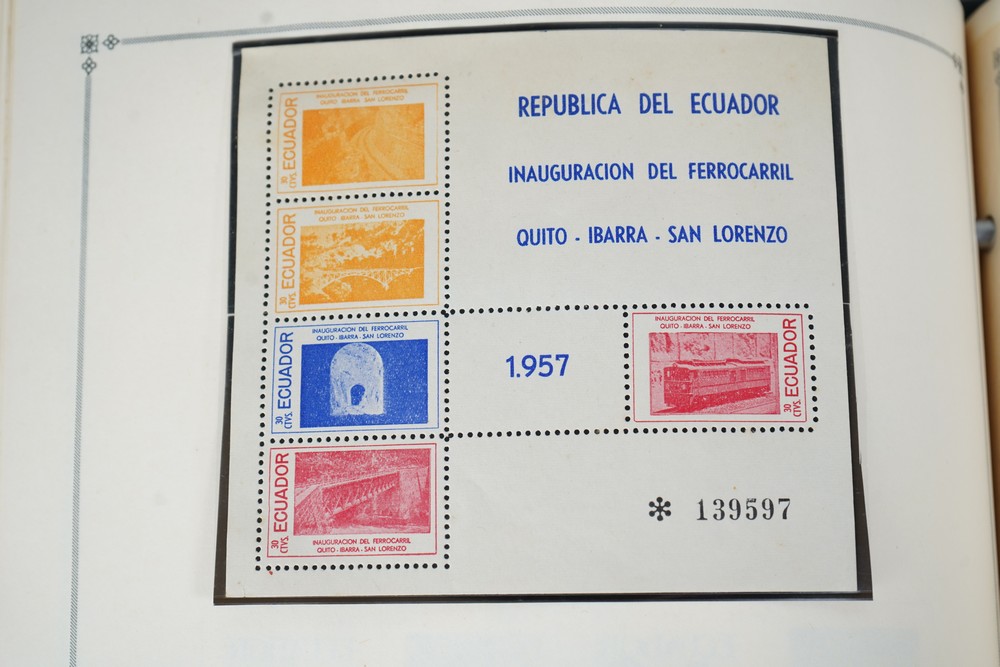 INAUGURACION DEL FERROCARRIL
QUITO IBARRA SAN LORENZO
30 CTVS. ECUADOR
REPUBLICA DEL ECUADOR
INAUGURACION DEL FERROCARRIL
QUITO - IBARRA - SAN LORENZO
INAUGURACION DEL FERROCARRIL
QUITO - IBARRA - SAN LORENZO
30 CTVS. ECUADOR
INAUGURACION DEL FERROCARRIL
QUITO - IBARRA - SAN LORENZO
30 CTVS. ECUADOR
1.957
INAUGURACION DEL FERROCARRIL
QUITO - IBARRA - SAN LORENZO
30 CTVS. ECUADOR
30 CTVS. ECUADOR
INAUGURACION DEL FERROCARRIL
QUITO - IBARRA - SAN LORENZO
* 139597